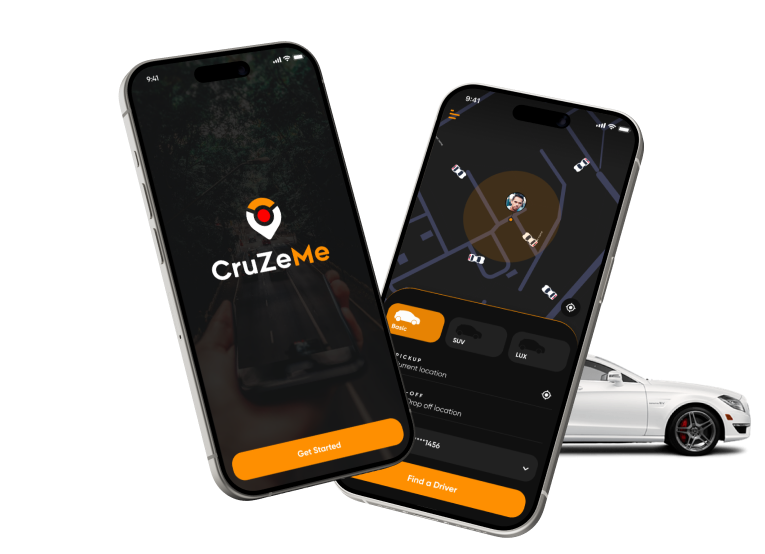 9:41
CruZeMe
Get Started
9:41
Basic
SUV
LUX
PICKUP
urrent location
-OFF
Drop off location
****1456
Find a Driver